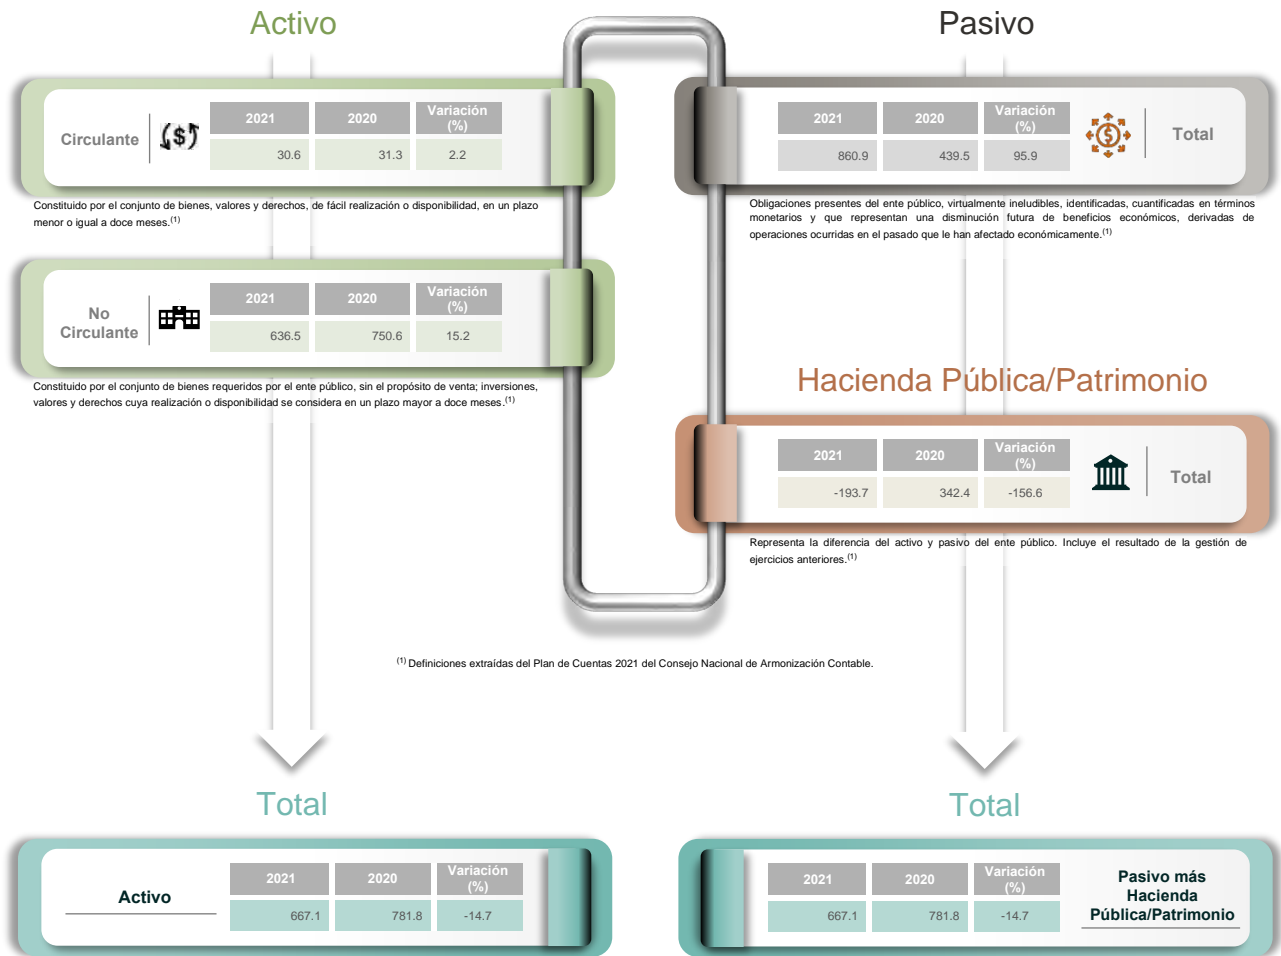 Activo
Circulante
2021 2020 Variación (%)
30.6 31.3 2.2
Constituido por el conjunto de bienes, valores y derechos, de fácil realización o disponibilidad, en un plazo
menor o igual a doce meses.(1)
No
Circulante
2021 2020 Variación (%)
636.5 750.6 15.2
Constituido por el conjunto de bienes requeridos por el ente público, sin el propósito de venta; inversiones,
valores y derechos cuya realización o disponibilidad se considera en un plazo mayor a doce meses.(1)
Pasivo
2021 2020 Variación (%)
860.9 439.5 95.9
Total
Obligaciones presentes del ente público, virtualmente ineludibles, identificadas, cuantificadas en términos
monetarios y que representan una disminución futura de beneficios económicos, derivadas de
operaciones ocurridas en el pasado que le han afectado económicamente.(1)
Hacienda Pública/Patrimonio
2021 2020 Variación (%)
-193.7 342.4 -156.6
Total
Representa la diferencia del activo y pasivo del ente público. Incluye el resultado de la gestión de
ejercicios anteriores.(1)
(1) Definiciones extraídas del Plan de Cuentas 2021 del Consejo Nacional de Armonización Contable.
Total
Activo
2021 2020 Variación (%)
667.1 781.8 -14.7
Total
2021 2020 Variación (%)
667.1 781.8 -14.7
Pasivo más
Hacienda
Pública/Patrimonio